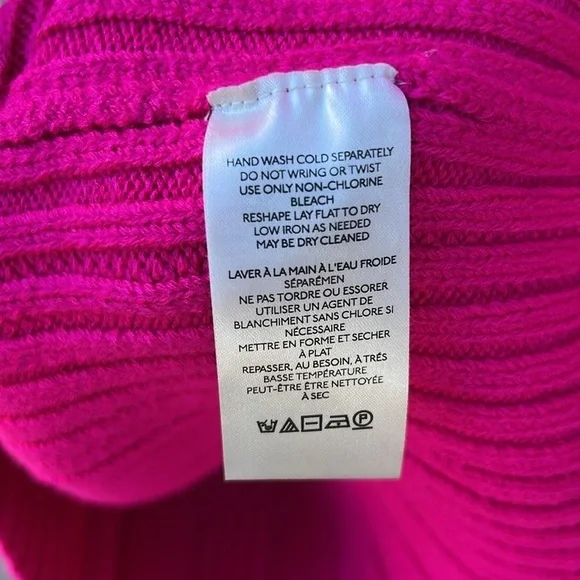 HAND WASH COLD SEPARATELY
DO NOT WRING OR TWIST
USE ONLY NON-CHLORINE
BLEACH
RESHAPE LAY FLAT TO DRY
LOW IRON AS NEEDED
MAY BE DRY CLEANED
LAVER À LA MAIN À L'EAU FROIDE
SÉPARÉMEN
NE PAS TORDRE OU ESSORER
UTILISER UN AGENT DE
BLANCHIMENT SANS CHLORE SI
NÉCESSAIRE
METTRE EN FORME ET SECHER
À PLAT
REPASSER, AU BESOIN, À TRÉS
BASSE TEMPÉRATURE
PEUT-ÊTRE ÊTRE NETTOYÉE
À SEC
P